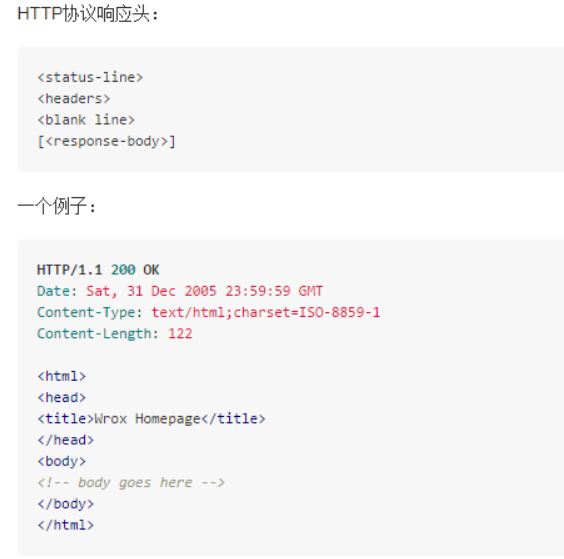 HTTP协议响应头：
<status-line>
<headers>
<blank line>
[<response-body>]
一个例子：
HTTP/1.1 200 OK
Date: Sat, 31 Dec 2005 23:59:59 GMT
Content-Type: text/html;charset=ISO-8859-1
Content-Length: 122
<html>
<head>
<title>Wrox Homepage</title>
</head>
<body>
<!-- body goes here -->
</body>
</html>